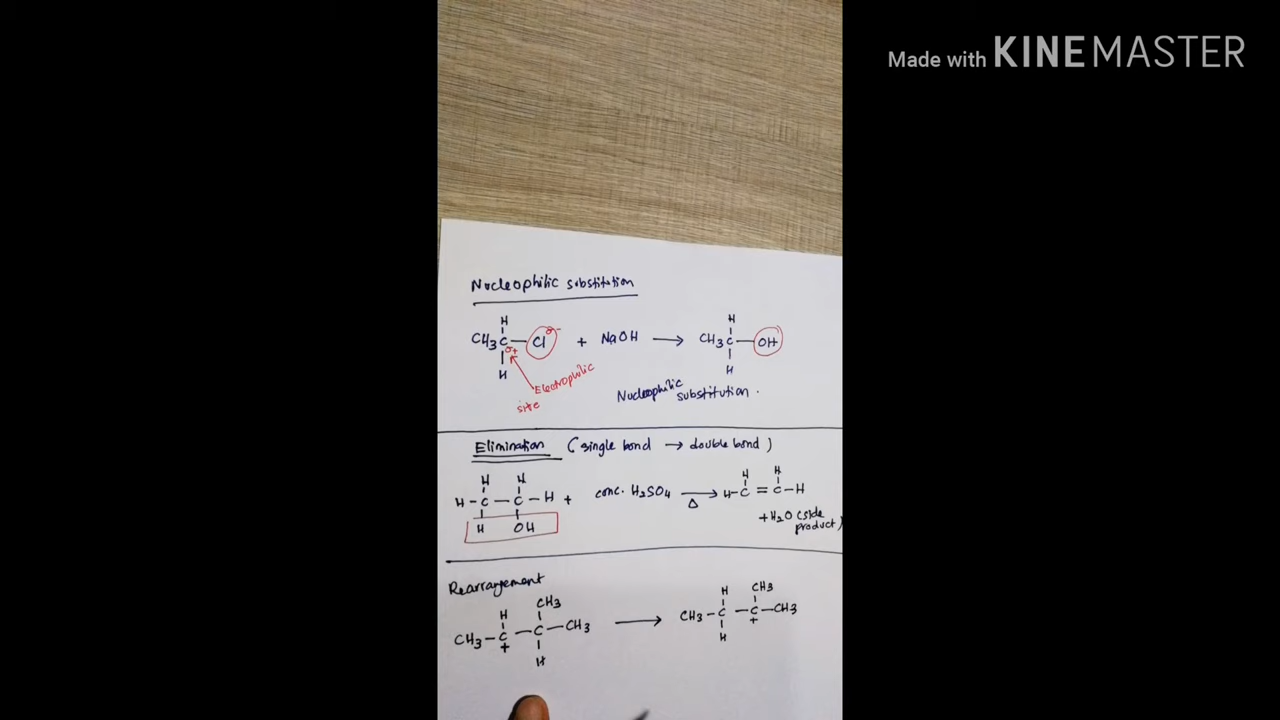 Made with KINEMASTER
Nucleophilic substitution
H H
CH3 C — Cl σ- + NaOH → CH3 C — OH
σ+
H H
Electrophilic
site
Nucleophilic
substitution.
Elimination (single bond → double bond)
H H H H
H – C — C – H + conc. H2SO4 → H – C = C – H
Δ
H OH
+ H2O (side
product)
Rearrangement
H CH3 H CH3
CH3 – C — C – CH3 → CH3 – C — C – CH3
+ +
H H